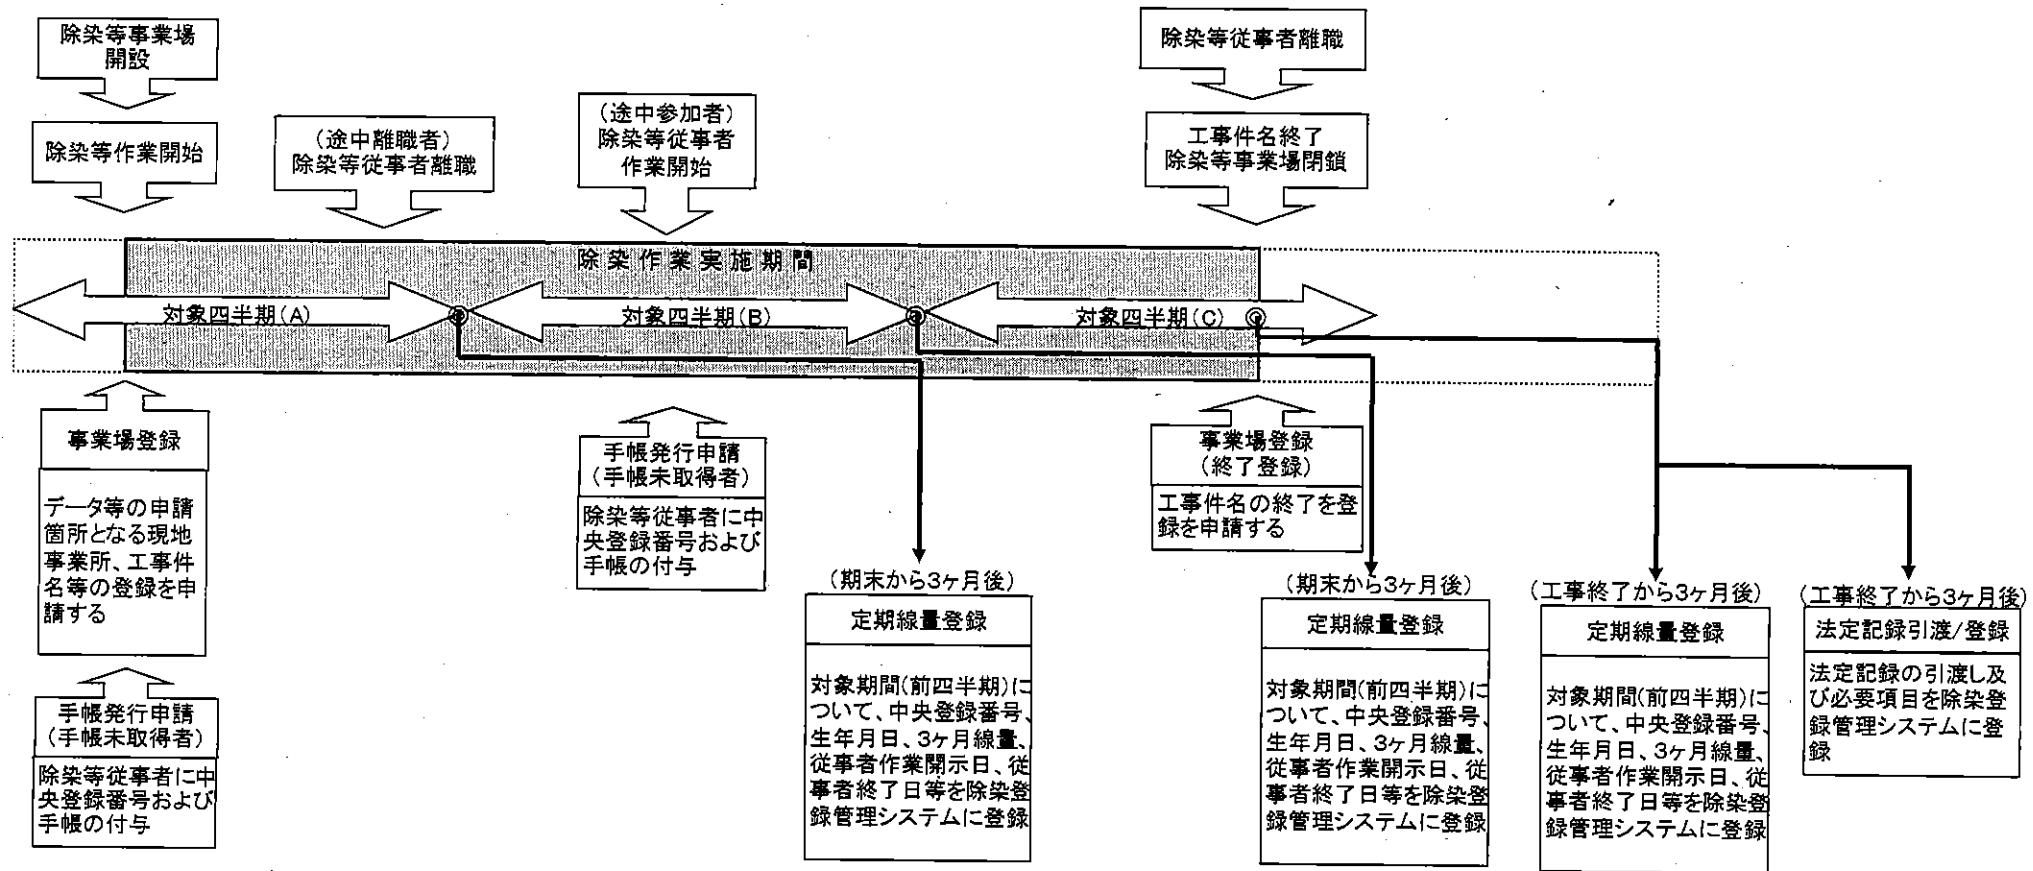 除染等事業場
開設
除染等作業開始
(途中離職者)
除染等従事者離職
(途中参加者)
除染等従事者
作業開始
除染等従事者離職
工事件名終了
除染等事業場閉鎖
除染作業実施期間
対象四半期(A)
対象四半期(B)
対象四半期(C)
事業場登録
データ等の申請
箇所となる現地
事業所、工事件
名等の登録を申
請する
手帳発行申請
(手帳未取得者)
除染等従事者に中
央登録番号および
手帳の付与
手帳発行申請
(手帳未取得者)
除染等従事者に中
央登録番号および
手帳の付与
事業場登録
(終了登録)
工事件名の終了を登
録を申請する
(期末から3ヶ月後)
定期線量登録
対象期間(前四半期)に
ついて、中央登録番号、
生年月日、3ヶ月線量、
従事者作業開示日、従
事者終了日等を除染登
録管理システムに登録
(期末から3ヶ月後)
定期線量登録
対象期間(前四半期)に
ついて、中央登録番号、
生年月日、3ヶ月線量、
従事者作業開示日、従
事者終了日等を除染登
録管理システムに登録
(工事終了から3ヶ月後)
定期線量登録
対象期間(前四半期)に
ついて、中央登録番号、
生年月日、3ヶ月線量、
従事者作業開示日、従
事者終了日等を除染登
録管理システムに登録
(工事終了から3ヶ月後)
法定記録引渡/登録
法定記録の引渡し及
び必要項目を除染登
録管理システムに登
録